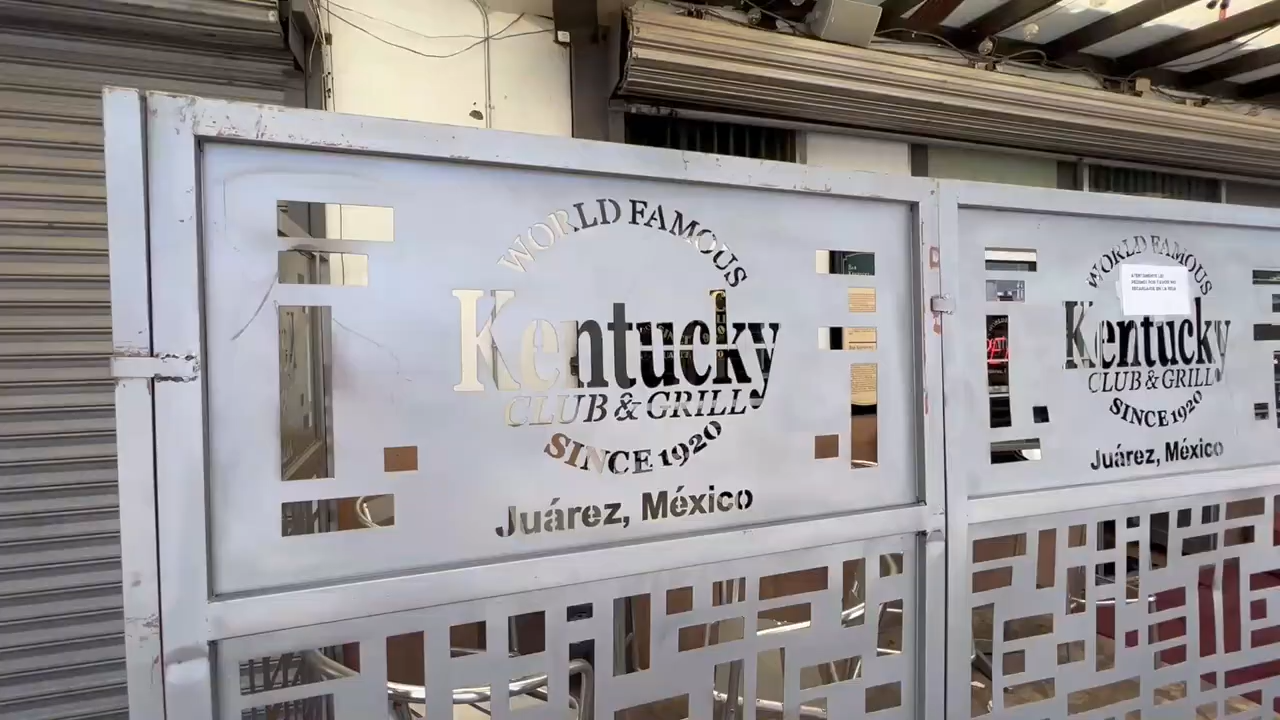 WORLD FAMOUS
Kentucky
CLUB & GRILL
SINCE 1920
Juárez, México
WORLD FAMOUS
Kentucky
CLUB & GRILL
SINCE 1920
Juárez, México